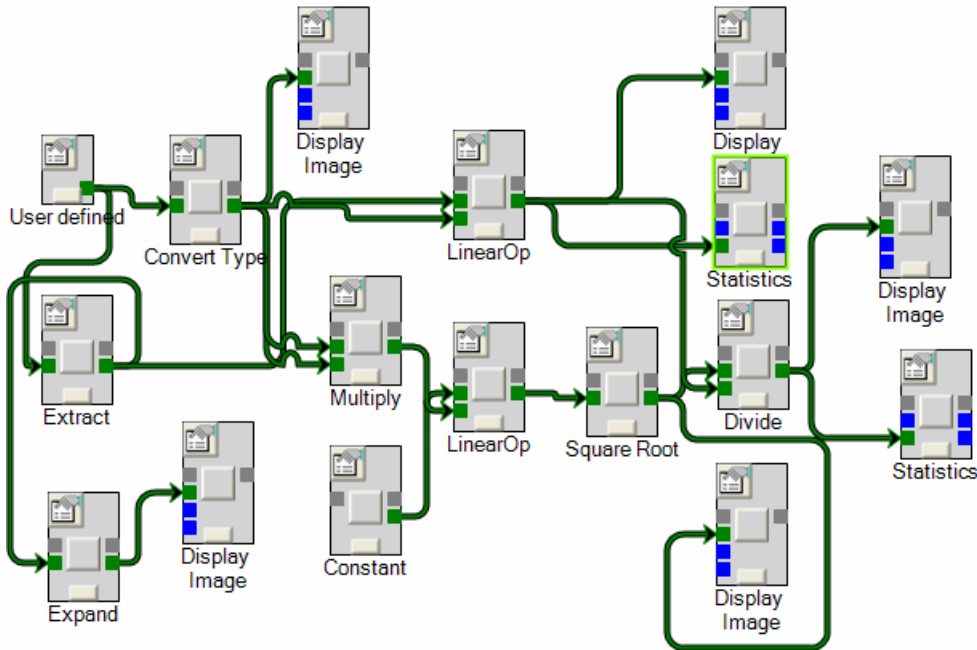 Display
Image
Display
User defined
Convert Type
LinearOp
Statistics
Display
Image
Extract
Multiply
LinearOp
Square Root
Divide
Statistics
Display
Image
Constant
Expand
Display
Image